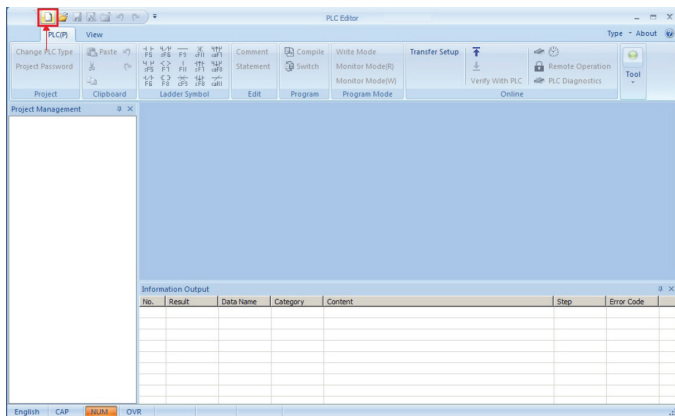 PLC Editor
PLC(P) View Type About
Change PLC Type Paste Comment Compile Write Mode Transfer Setup
Project Password Statement Switch Monitor Mode(R) Remote Operation
Monitor Mode(W) Verify With PLC PLC Diagnostics Tool
Project Clipboard Ladder Symbol Edit Program Program Mode Online
Project Management
Information Output
No. Result Data Name Category Content Step Error Code
English CAP NUM OVR